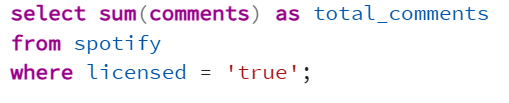 select sum(comments) as total_comments
from spotify
where licensed = 'true';